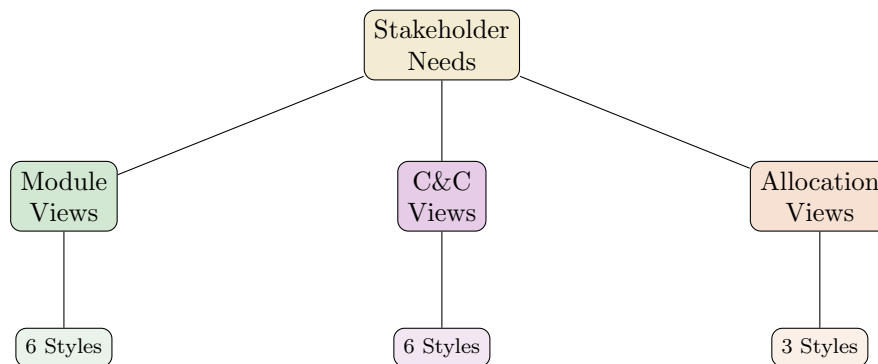 Stakeholder
Needs
Module
Views
C&C
Views
Allocation
Views
6 Styles
6 Styles
3 Styles